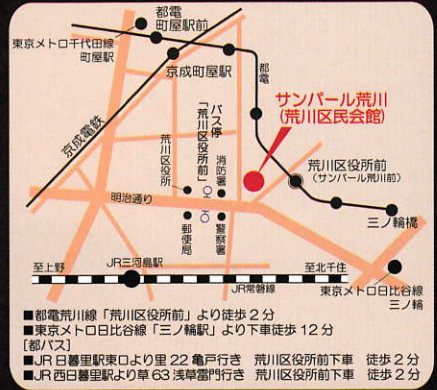 都電
町屋駅前
東京メトロ千代田線
町屋駅
京成町屋駅
都電
京成電鉄
サンパール荒川
(荒川区民会館)
バス停
「荒川区役所前」
荒川区役所
消防署
荒川区役所前
(サンパール荒川前)
明治通り
三ノ輪橋
郵便局
警察署
至上野
JR三河島駅
至北千住
JR常磐線
東京メトロ日比谷線
三ノ輪
■都電荒川線「荒川区役所前」より徒歩2分
■東京メトロ日比谷線「三ノ輪駅」より下車徒歩12分
[都バス]
■JR日暮里駅東口より里22亀戸行き 荒川区役所前下車 徒歩2分
■JR西日暮里駅より草63浅草雷門行き 荒川区役所前下車 徒歩2分